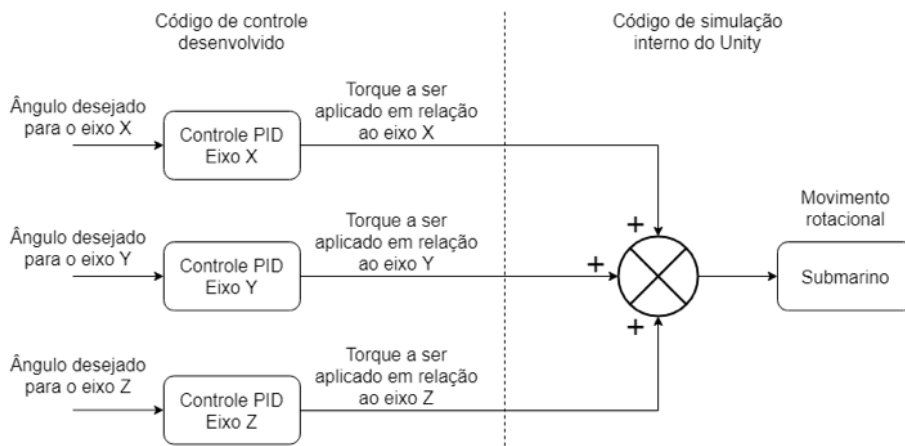 Código de controle
desenvolvido
Código de simulação
interno do Unity
Ângulo desejado
para o eixo X
Controle PID
Eixo X
Torque a ser
aplicado em relação
ao eixo X
+
Movimento
rotacional
Ângulo desejado
para o eixo Y
Controle PID
Eixo Y
Torque a ser
aplicado em relação
ao eixo Y
+
Submarino
+
Ângulo desejado
para o eixo Z
Controle PID
Eixo Z
Torque a ser
aplicado em relação
ao eixo Z